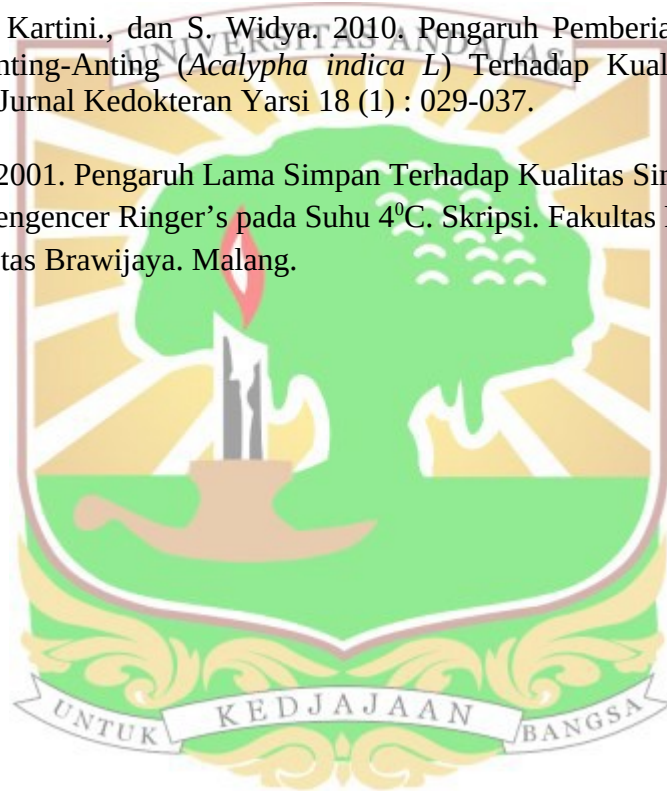 Kartini., dan S. Widya. 2010. Pengaruh Pemberia
UNIVERSITAS ANDALAS
nting-Anting (Acalypha indica L) Terhadap Kual
Jurnal Kedokteran Yarsi 18 (1) : 029-037.
2001. Pengaruh Lama Simpan Terhadap Kualitas
engencer Ringer’s pada Suhu 4⁰C. Skripsi. Fakultas
tas Brawijaya. Malang.
UNTUK KEDJAJAAN BANGSA